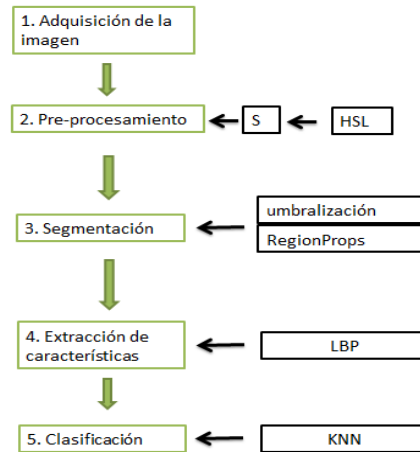 1. Adquisición de la
imagen
2. Pre-procesamiento
S
HSL
3. Segmentación
umbralización
RegionProps
4. Extracción de
características
LBP
5. Clasificación
KNN